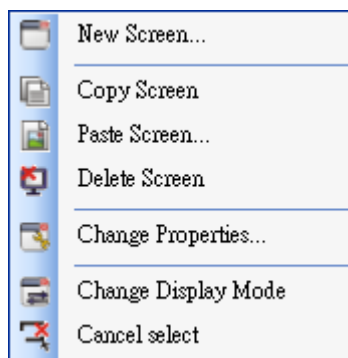 New Screen...
Copy Screen
Paste Screen...
Delete Screen
Change Properties...
Change Display Mode
Cancel select